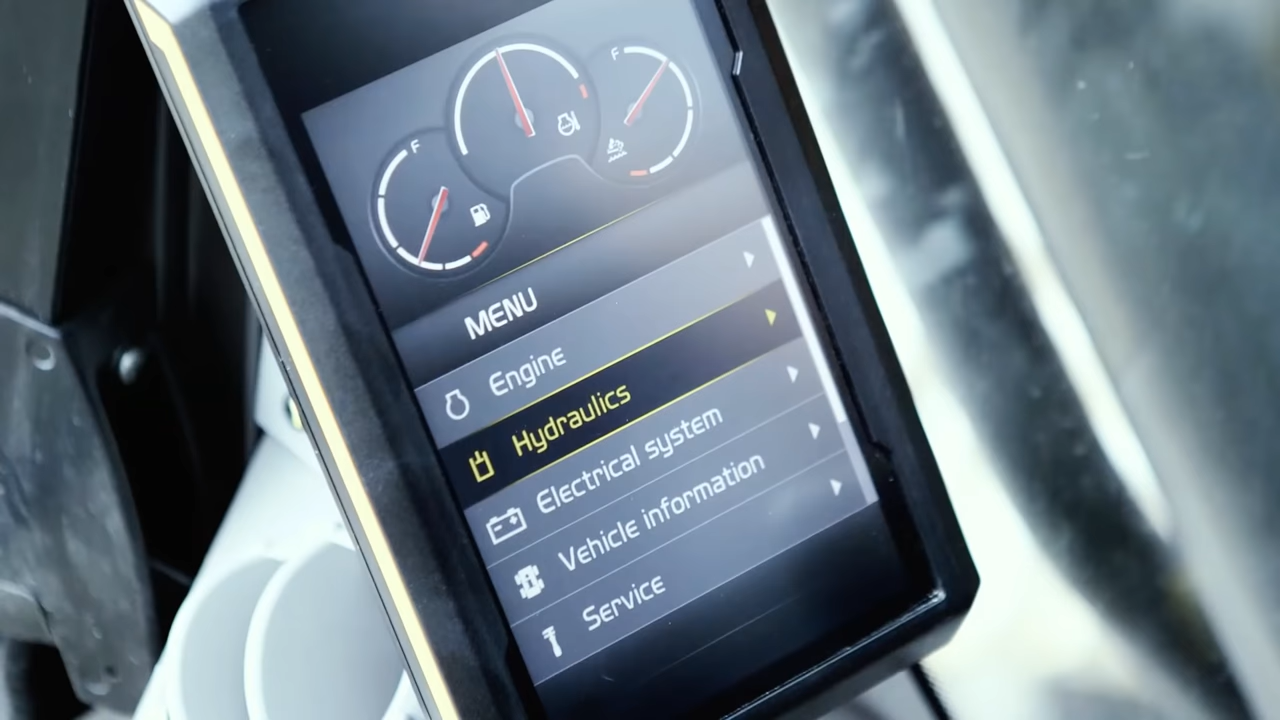 F
F
MENU
Engine
Hydraulics
Electrical system
Vehicle information
Service